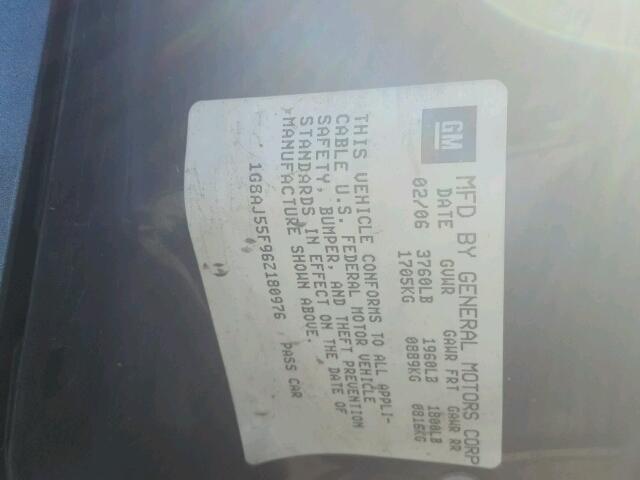 GM
MFD BY GENERAL MOTORS CORP
DATE GVWR GAWR FRT GAWR RR
02/06 3760LB 1960LB 1800LB
1705KG 0889KG 0816KG
THIS VEHICLE CONFORMS TO ALL APPLI-
CABLE U.S. FEDERAL MOTOR VEHICLE
SAFETY, BUMPER, AND THEFT PREVENTION
STANDARDS IN EFFECT ON THE DATE OF
MANUFACTURE SHOWN ABOVE.
1G8AJ55F96Z180976 PASS CAR